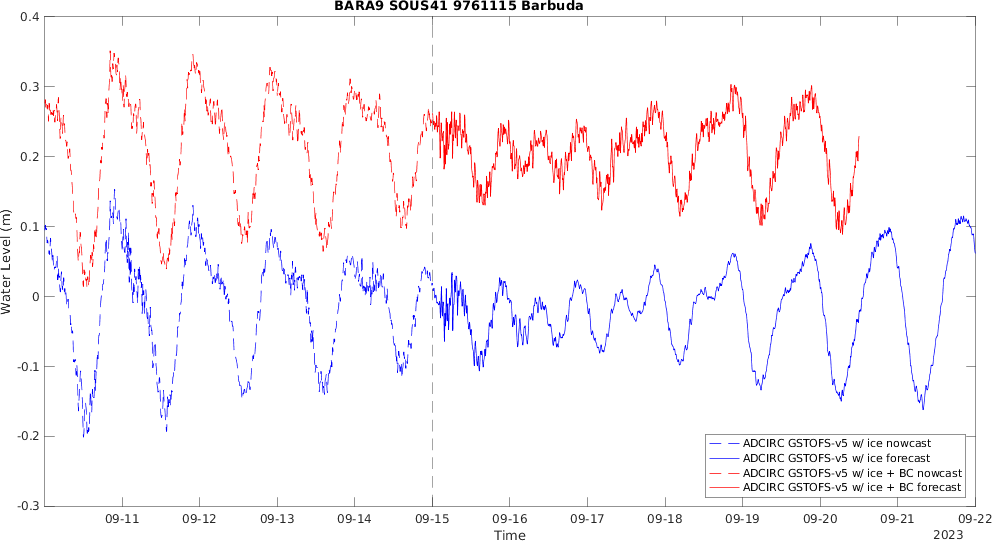 BARA9 SOUS41 9761115 Barbuda
0.4
0.3
0.2
0.1
0
-0.1
-0.2
-0.3
Water Level (m)
ADCIRC GSTOFS-v5 w/ ice nowcast
ADCIRC GSTOFS-v5 w/ ice forecast
ADCIRC GSTOFS-v5 w/ ice + BC nowcast
ADCIRC GSTOFS-v5 w/ ice + BC forecast
09-11 09-12 09-13 09-14 09-15 09-16 09-17 09-18 09-19 09-20 09-21 09-22
Time
2023